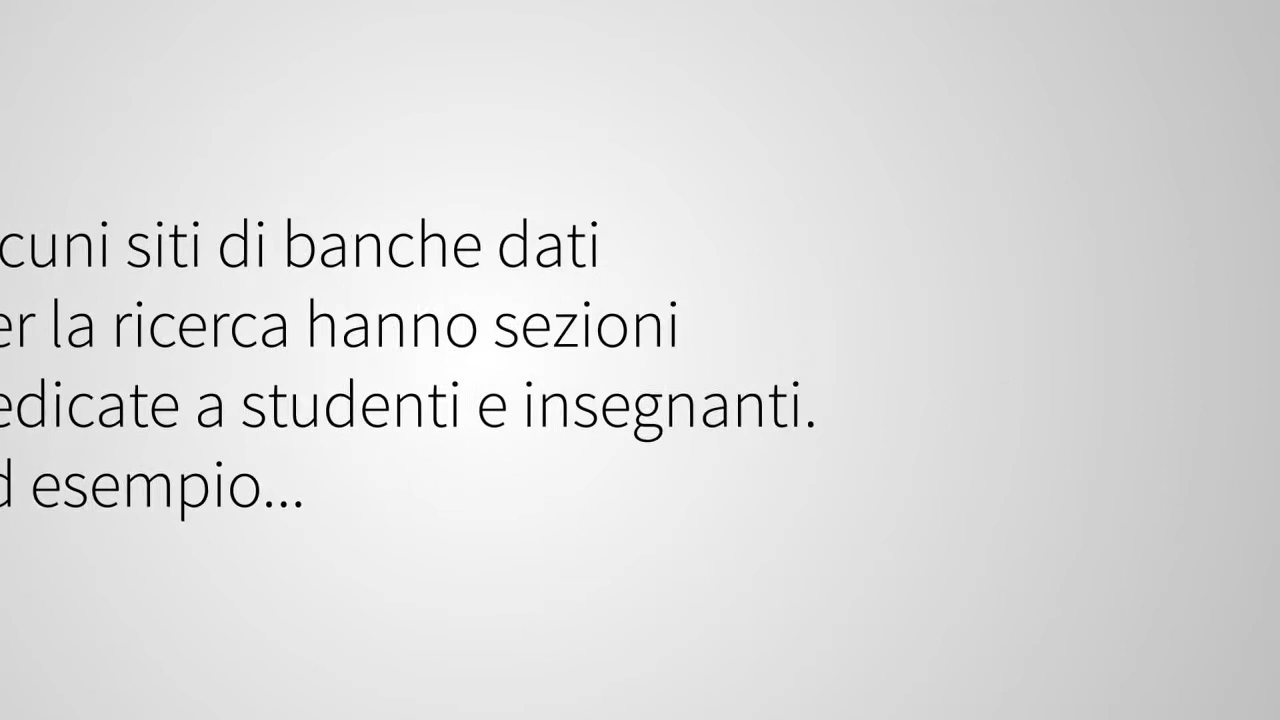 cuni siti di banche dati
er la ricerca hanno sezioni
edicate a studenti e insegnanti.
d esempio...